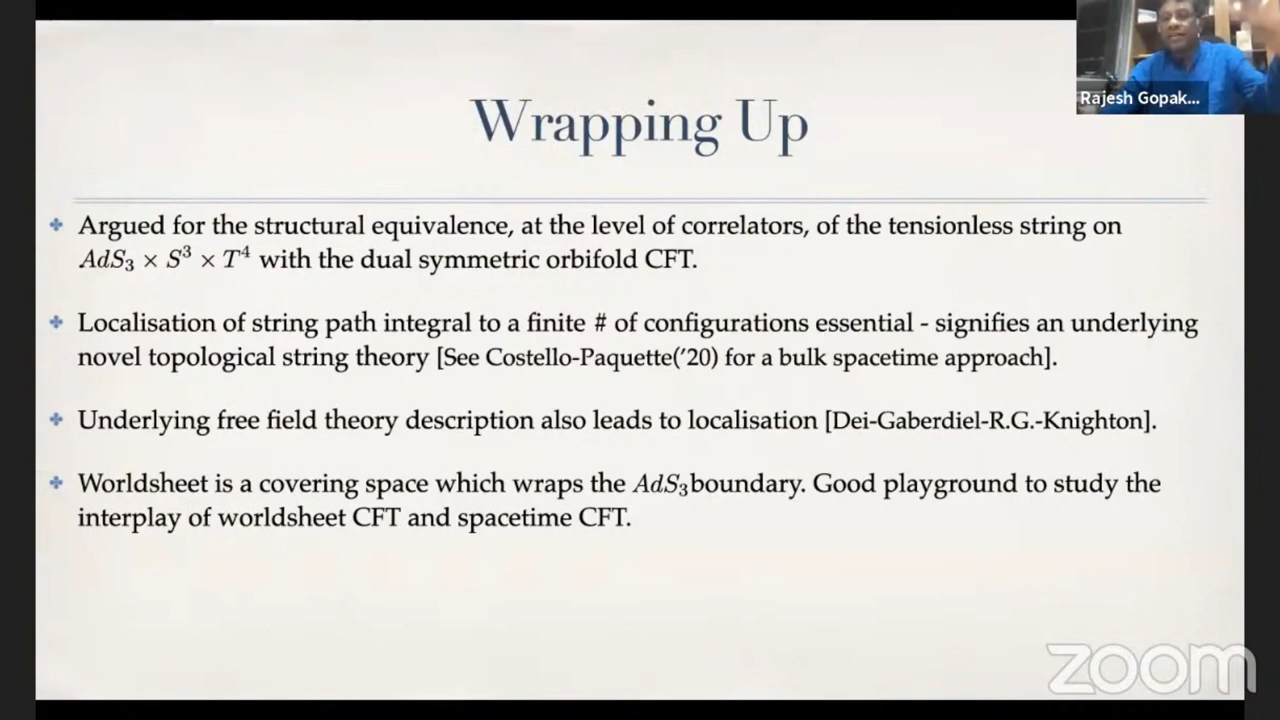 Rajesh Gopak...
Wrapping Up
Argued for the structural equivalence, at the level of correlators, of the tensionless string on
AdS₃ × S³ × T⁴ with the dual symmetric orbifold CFT.
Localisation of string path integral to a finite # of configurations essential - signifies an underlying
novel topological string theory [See Costello-Paquette('20) for a bulk spacetime approach].
Underlying free field theory description also leads to localisation [Dei-Gaberdiel-R.G.-Knighton].
Worldsheet is a covering space which wraps the AdS₃boundary. Good playground to study the
interplay of worldsheet CFT and spacetime CFT.
zoom